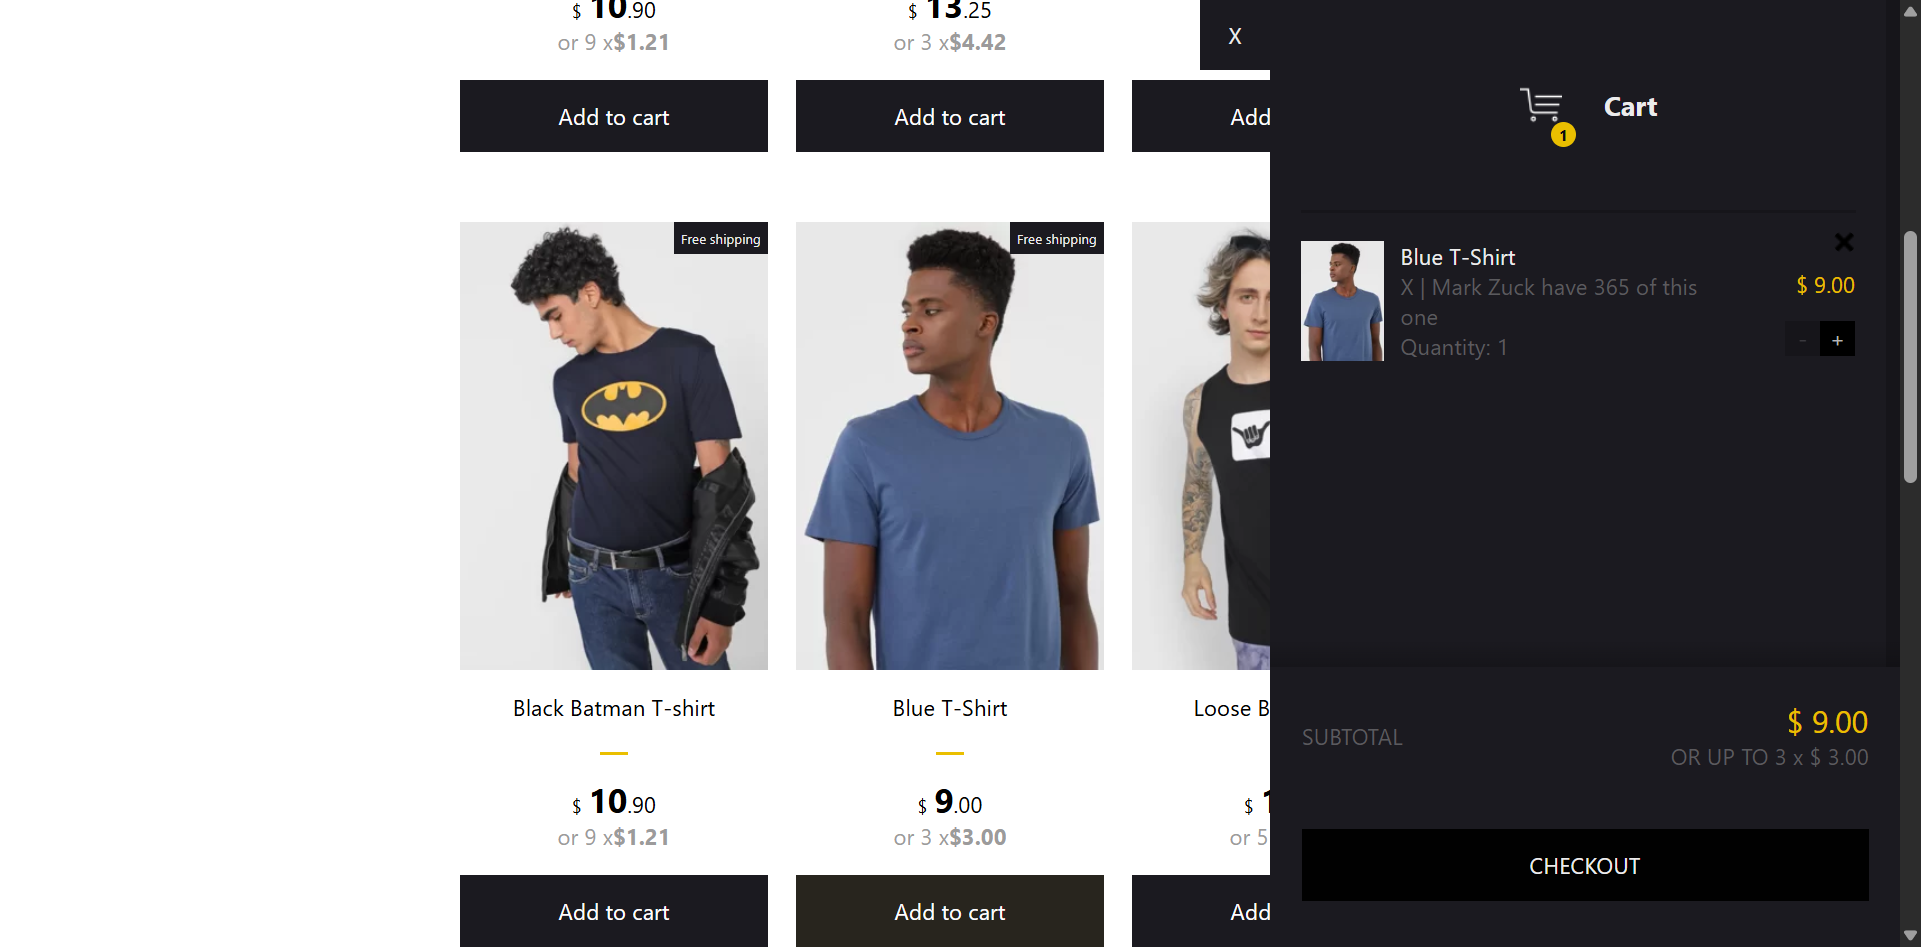 $ 10.90
or 9 x$1.21
Add to cart
$ 13.25
or 3 x$4.42
Add to cart
Add
Free shipping
Black Batman T-shirt
$ 10.90
or 9 x$1.21
Add to cart
Free shipping
Blue T-Shirt
$ 9.00
or 3 x$3.00
Add to cart
Loose B
$ 1
or 5
Add
X
1
Cart
Blue T-Shirt
X | Mark Zuck have 365 of this
one
Quantity: 1
$ 9.00
- +
SUBTOTAL
$ 9.00
OR UP TO 3 x $ 3.00
CHECKOUT